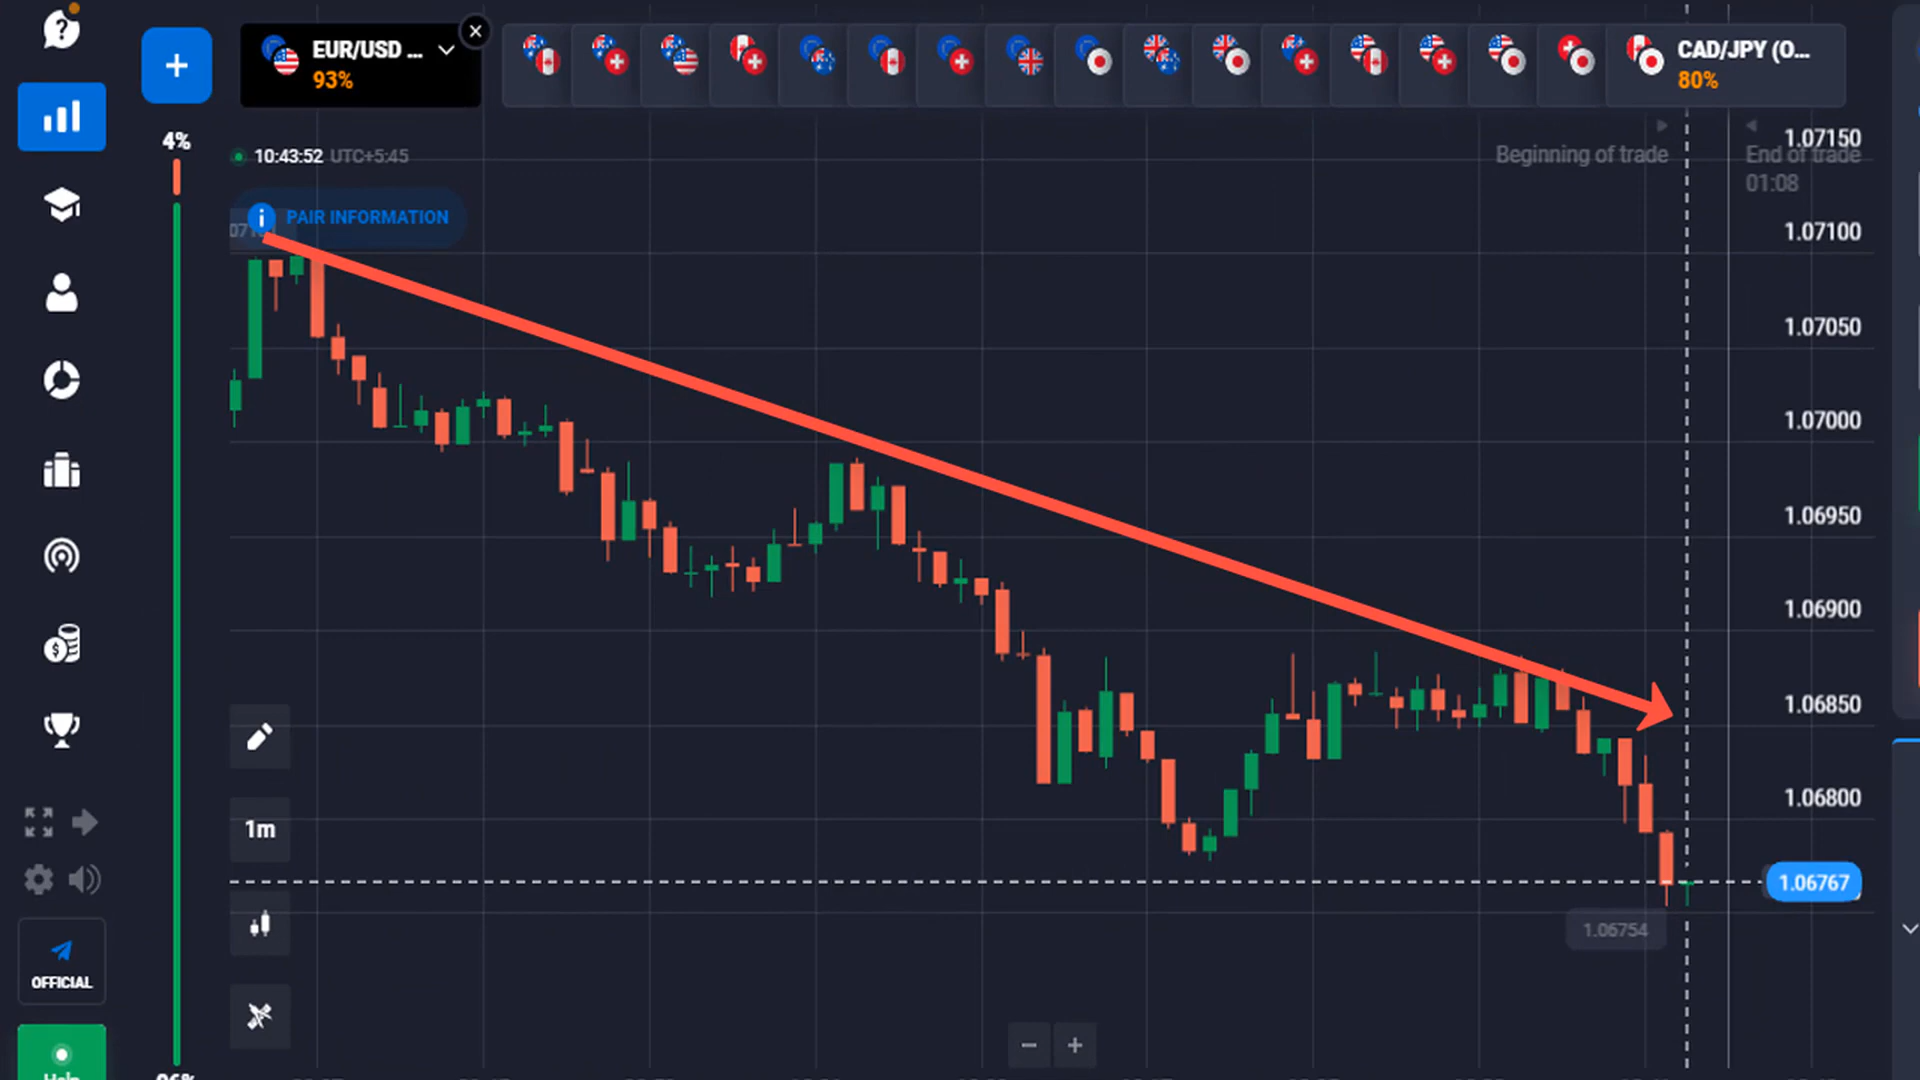 EUR/USD ...
93%
CAD/JPY (O...
80%
4%
10:43:52 UTC+5:45
Beginning of trade
End of trade
01:08
PAIR INFORMATION
1.07150
1.07100
1.07050
1.07000
1.06950
1.06900
1.06850
1.06800
1.06767
1.06754
1m
OFFICIAL
Help
96%